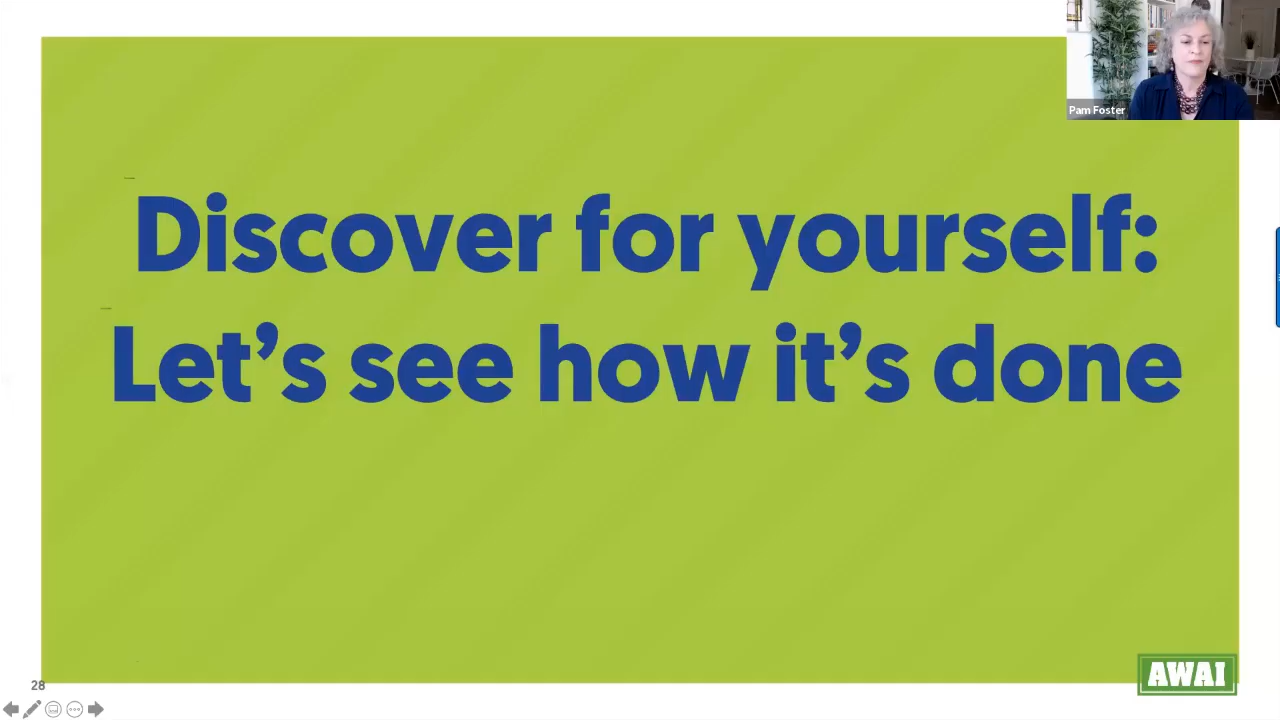 Pam Foster
Discover for yourself:
Let’s see how it’s done
AWAI
28